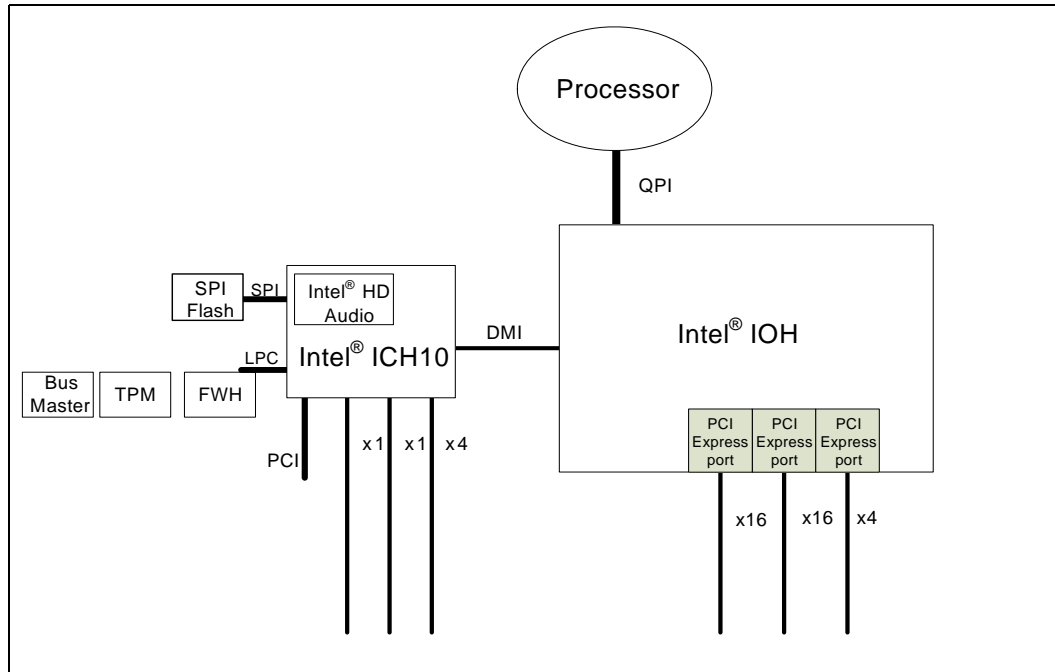 Processor
QPI
SPI
Flash
SPI
Intel® HD
Audio
Intel® ICH10
DMI
Intel® IOH
LPC
Bus
Master
TPM
FWH
PCI
x1
x1
x4
PCI
Express
port
PCI
Express
port
PCI
Express
port
x16
x16
x4